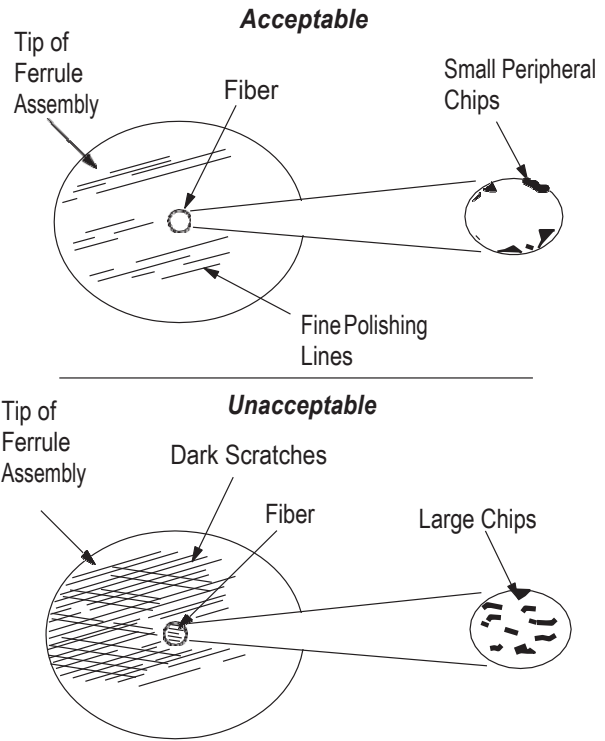 Acceptable
Tip of
Ferrule
Assembly
Fiber
Small Peripheral
Chips
Fine Polishing
Lines
Unacceptable
Tip of
Ferrule
Assembly
Dark Scratches
Fiber
Large Chips